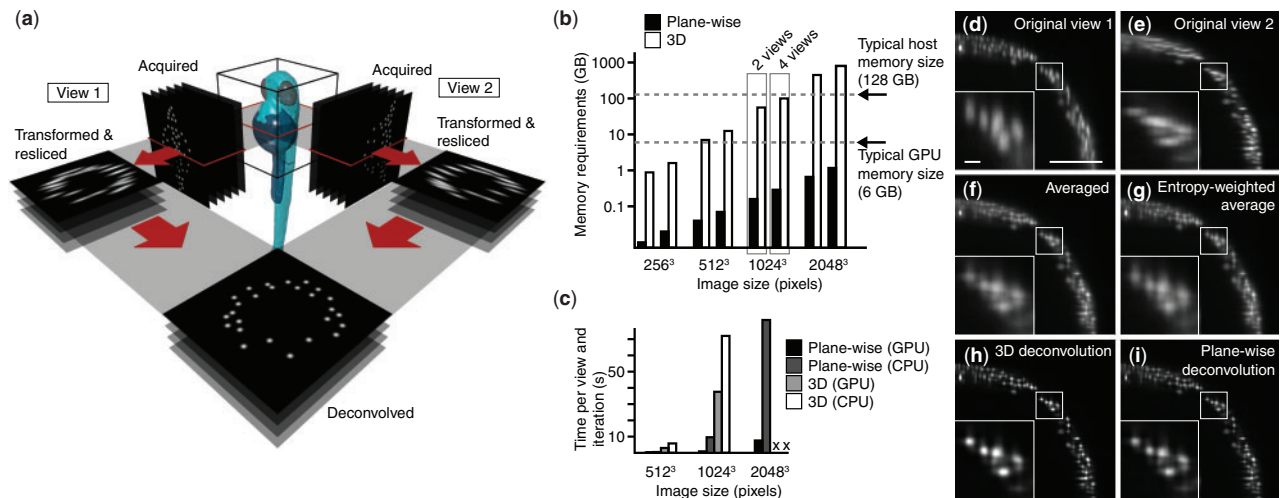 (a)
Acquired
Acquired
View 1
View 2
Transformed &
resliced
Transformed &
resliced
Deconvolved
(b)
Plane-wise
3D
2 views
4 views
Typical host
memory size
(128 GB)
Typical GPU
memory size
(6 GB)
Memory requirements (GB)
1000
100
10
1
0.1
256³
512³
1024³
2048³
Image size (pixels)
(c)
Plane-wise (GPU)
Plane-wise (CPU)
3D (GPU)
3D (CPU)
Time per view and
iteration (s)
50
10
x x
512³
1024³
2048³
Image size (pixels)
(d)
Original view 1
(e)
Original view 2
(f)
Averaged
(g)
Entropy-weighted
average
(h)
3D deconvolution
(i)
Plane-wise
deconvolution